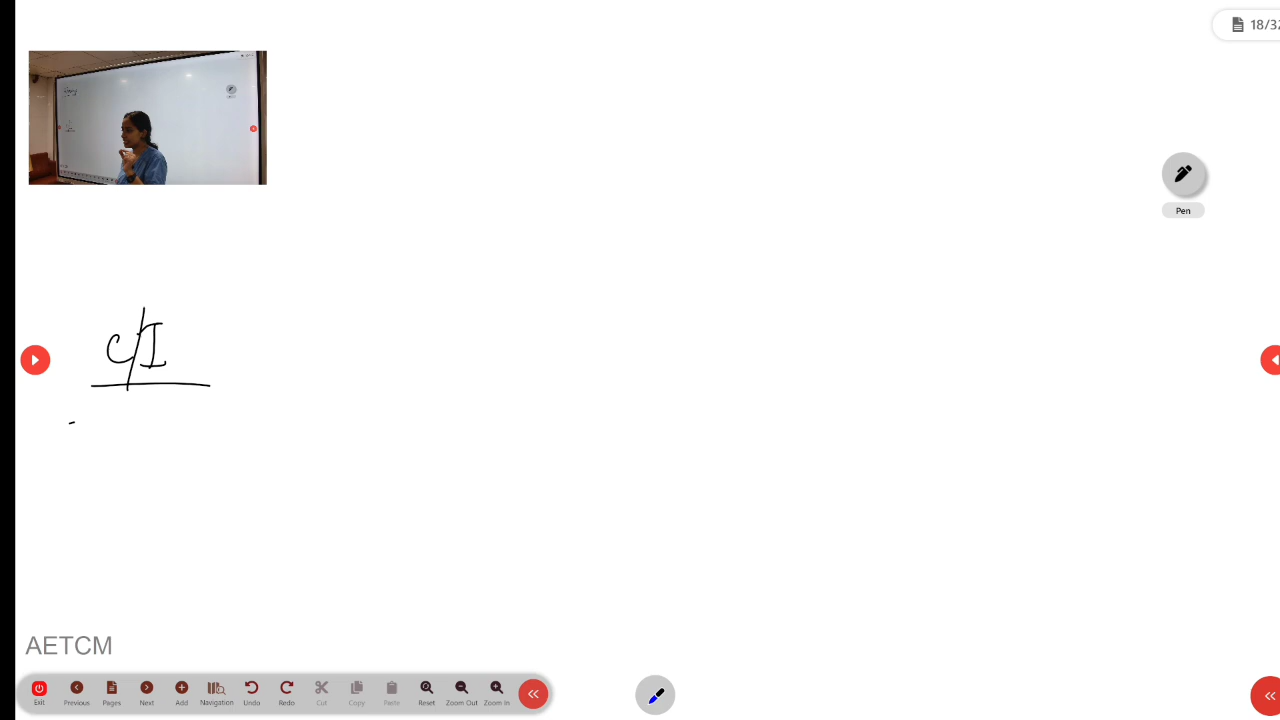 18/32
Pen
C/I
-
AETCM
Exit Previous Pages Next Add Navigation Undo Redo Cut Copy Paste Reset Zoom Out Zoom In